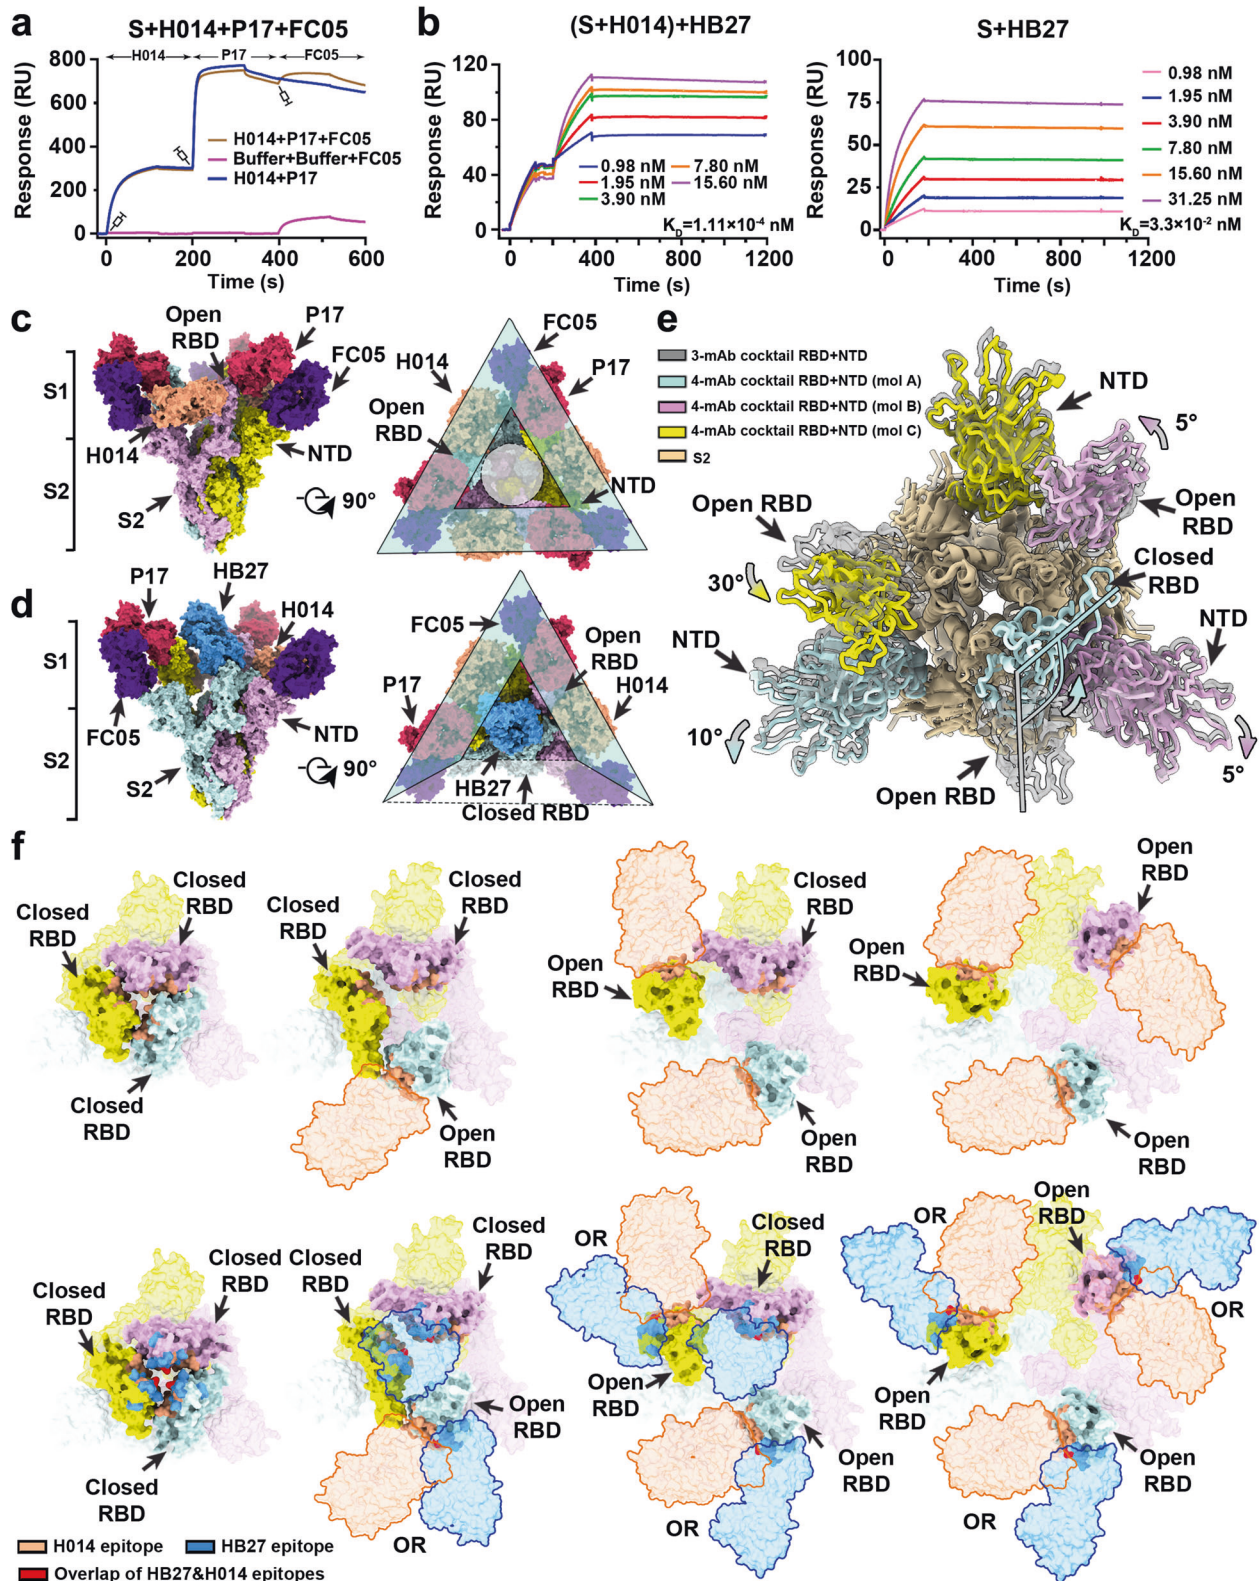 a
S+H014+P17+FC05
H014
P17
FC05
Response (RU)
800
600
400
200
0
H014+P17+FC05
Buffer+Buffer+FC05
H014+P17
0 200 400 600
Time (s)
b
(S+H014)+HB27
Response (RU)
120
80
40
0
0.98 nM
1.95 nM
3.90 nM
7.80 nM
15.60 nM
KD=1.11×10-4 nM
0 400 800 1200
Time (s)
S+HB27
Response (RU)
100
75
50
25
0
0.98 nM
1.95 nM
3.90 nM
7.80 nM
15.60 nM
31.25 nM
KD=3.3×10-2 nM
0 400 800 1200
Time (s)
c
S1
S2
Open
RBD
P17
FC05
H014
NTD
S2
90°
FC05
H014
P17
Open
RBD
NTD
d
S1
S2
P17
HB27
H014
FC05
NTD
S2
90°
FC05
Open
RBD
P17
H014
HB27
Closed RBD
e
3-mAb cocktail RBD+NTD
4-mAb cocktail RBD+NTD (mol A)
4-mAb cocktail RBD+NTD (mol B)
4-mAb cocktail RBD+NTD (mol C)
S2
NTD
5°
Open RBD
Open
RBD
Closed
RBD
30°
NTD
NTD
10°
5°
Open RBD
f
Closed
RBD
Closed
RBD
Closed
RBD
Closed
RBD
Closed
RBD
Open
RBD
Closed
RBD
Open
RBD
Open
RBD
Open
RBD
Open
RBD
Open
RBD
Closed
RBD
Closed
RBD
Closed
RBD
Closed
RBD
Closed
RBD
Open
RBD
OR
OR
Closed
RBD
Open
RBD
Open
RBD
OR
OR
Open
RBD
OR
Open
RBD
Open
RBD
OR
H014 epitope
HB27 epitope
Overlap of HB27&H014 epitopes